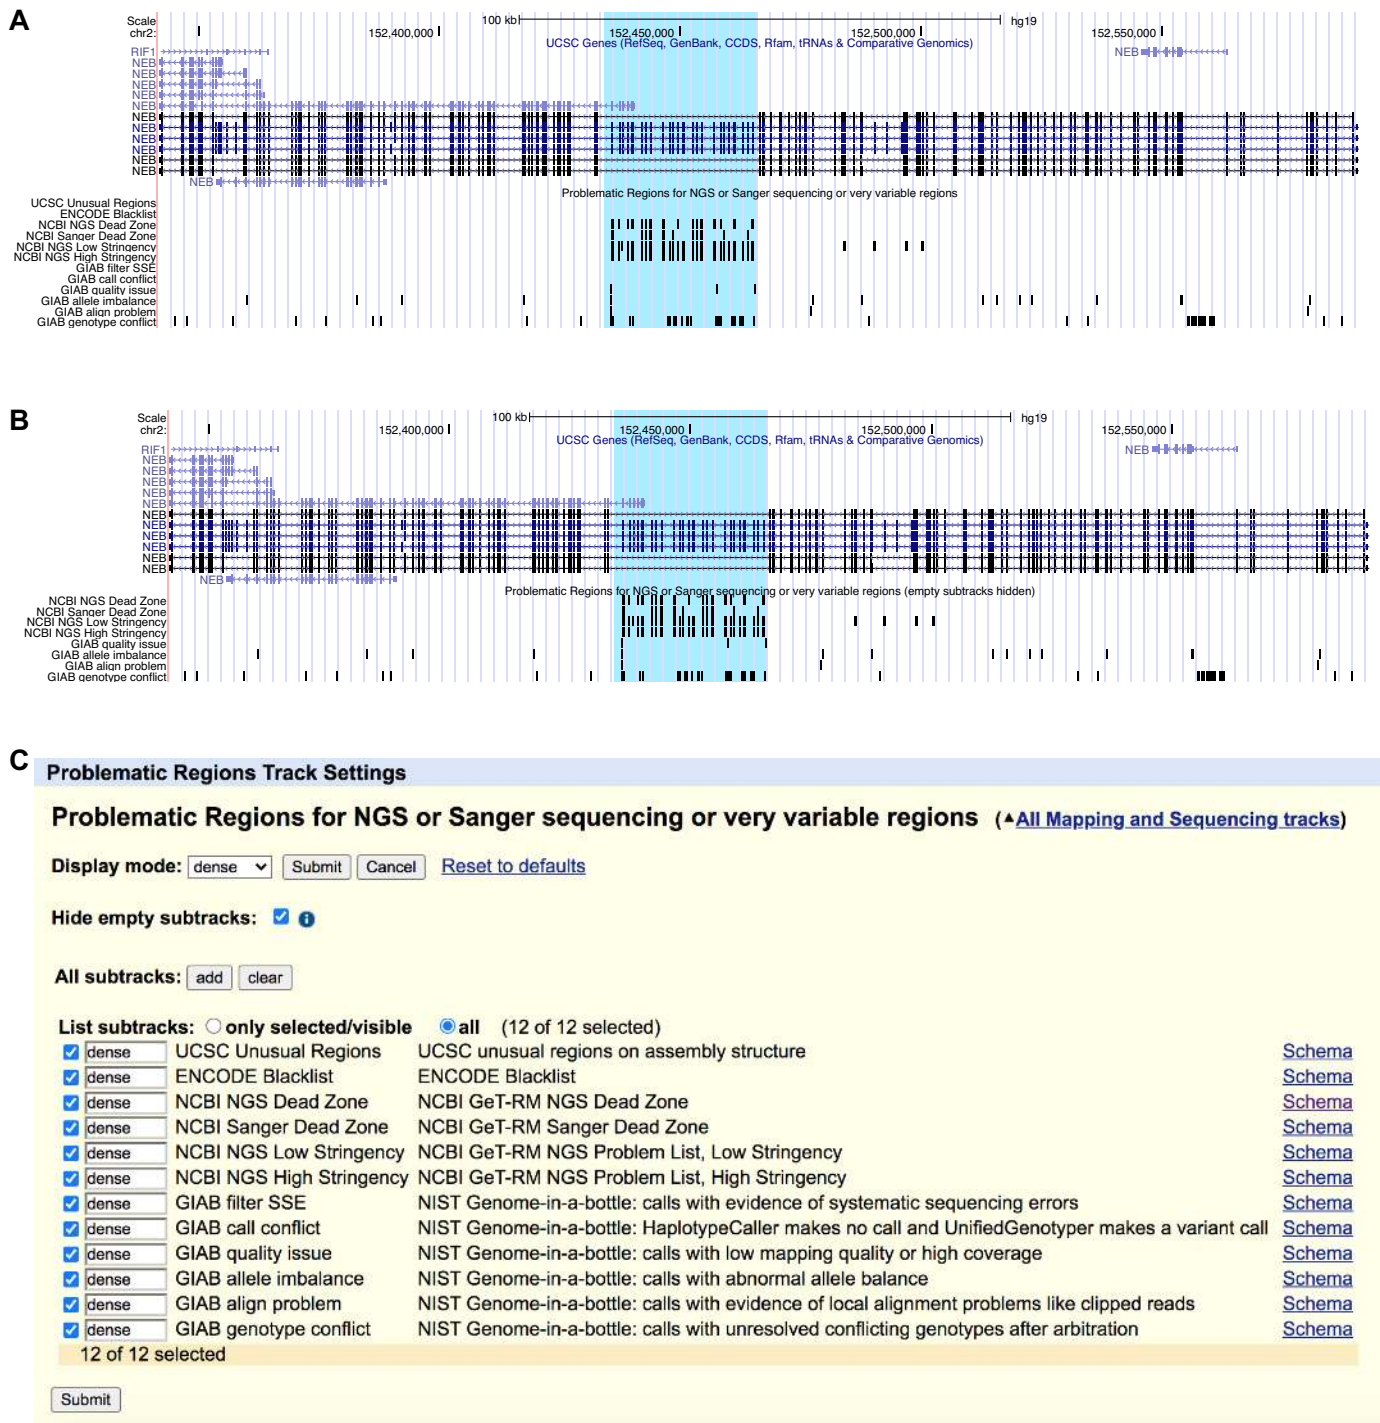 A
Scale
100 kb
hg19
chr2:
152,400,000
152,450,000
152,500,000
152,550,000
UCSC Genes (RefSeq, GenBank, CCDS, Rfam, tRNAs & Comparative Genomics)
RIF1
NEB
NEB
NEB
NEB
NEB
NEB
NEB
NEB
NEB
NEB
NEB
NEB
NEB
Problematic Regions for NGS or Sanger sequencing or very variable regions
UCSC Unusual Regions
ENCODE Blacklist
NCBI NGS Dead Zone
NCBI Sanger Dead Zone
NCBI NGS Low Stringency
NCBI NGS High Stringency
GIAB filter SSE
GIAB call conflict
GIAB quality issue
GIAB allele imbalance
GIAB align problem
GIAB genotype conflict
B
Scale
100 kb
hg19
chr2:
152,400,000
152,450,000
152,500,000
152,550,000
UCSC Genes (RefSeq, GenBank, CCDS, Rfam, tRNAs & Comparative Genomics)
RIF1
NEB
NEB
NEB
NEB
NEB
NEB
NEB
NEB
NEB
NEB
NEB
NEB
NEB
Problematic Regions for NGS or Sanger sequencing or very variable regions (empty subtracks hidden)
NCBI NGS Dead Zone
NCBI Sanger Dead Zone
NCBI NGS Low Stringency
NCBI NGS High Stringency
GIAB quality issue
GIAB allele imbalance
GIAB align problem
GIAB genotype conflict
C
Problematic Regions Track Settings
Problematic Regions for NGS or Sanger sequencing or very variable regions (▲All Mapping and Sequencing tracks)
Display mode: dense Submit Cancel Reset to defaults
Hide empty subtracks: i
All subtracks: add clear
List subtracks: only selected/visible all (12 of 12 selected)
dense UCSC Unusual Regions UCSC unusual regions on assembly structure Schema
dense ENCODE Blacklist ENCODE Blacklist Schema
dense NCBI NGS Dead Zone NCBI GeT-RM NGS Dead Zone Schema
dense NCBI Sanger Dead Zone NCBI GeT-RM Sanger Dead Zone Schema
dense NCBI NGS Low Stringency NCBI GeT-RM NGS Problem List, Low Stringency Schema
dense NCBI NGS High Stringency NCBI GeT-RM NGS Problem List, High Stringency Schema
dense GIAB filter SSE NIST Genome-in-a-bottle: calls with evidence of systematic sequencing errors Schema
dense GIAB call conflict NIST Genome-in-a-bottle: HaplotypeCaller makes no call and UnifiedGenotyper makes a variant call Schema
dense GIAB quality issue NIST Genome-in-a-bottle: calls with low mapping quality or high coverage Schema
dense GIAB allele imbalance NIST Genome-in-a-bottle: calls with abnormal allele balance Schema
dense GIAB align problem NIST Genome-in-a-bottle: calls with evidence of local alignment problems like clipped reads Schema
dense GIAB genotype conflict NIST Genome-in-a-bottle: calls with unresolved conflicting genotypes after arbitration Schema
12 of 12 selected
Submit